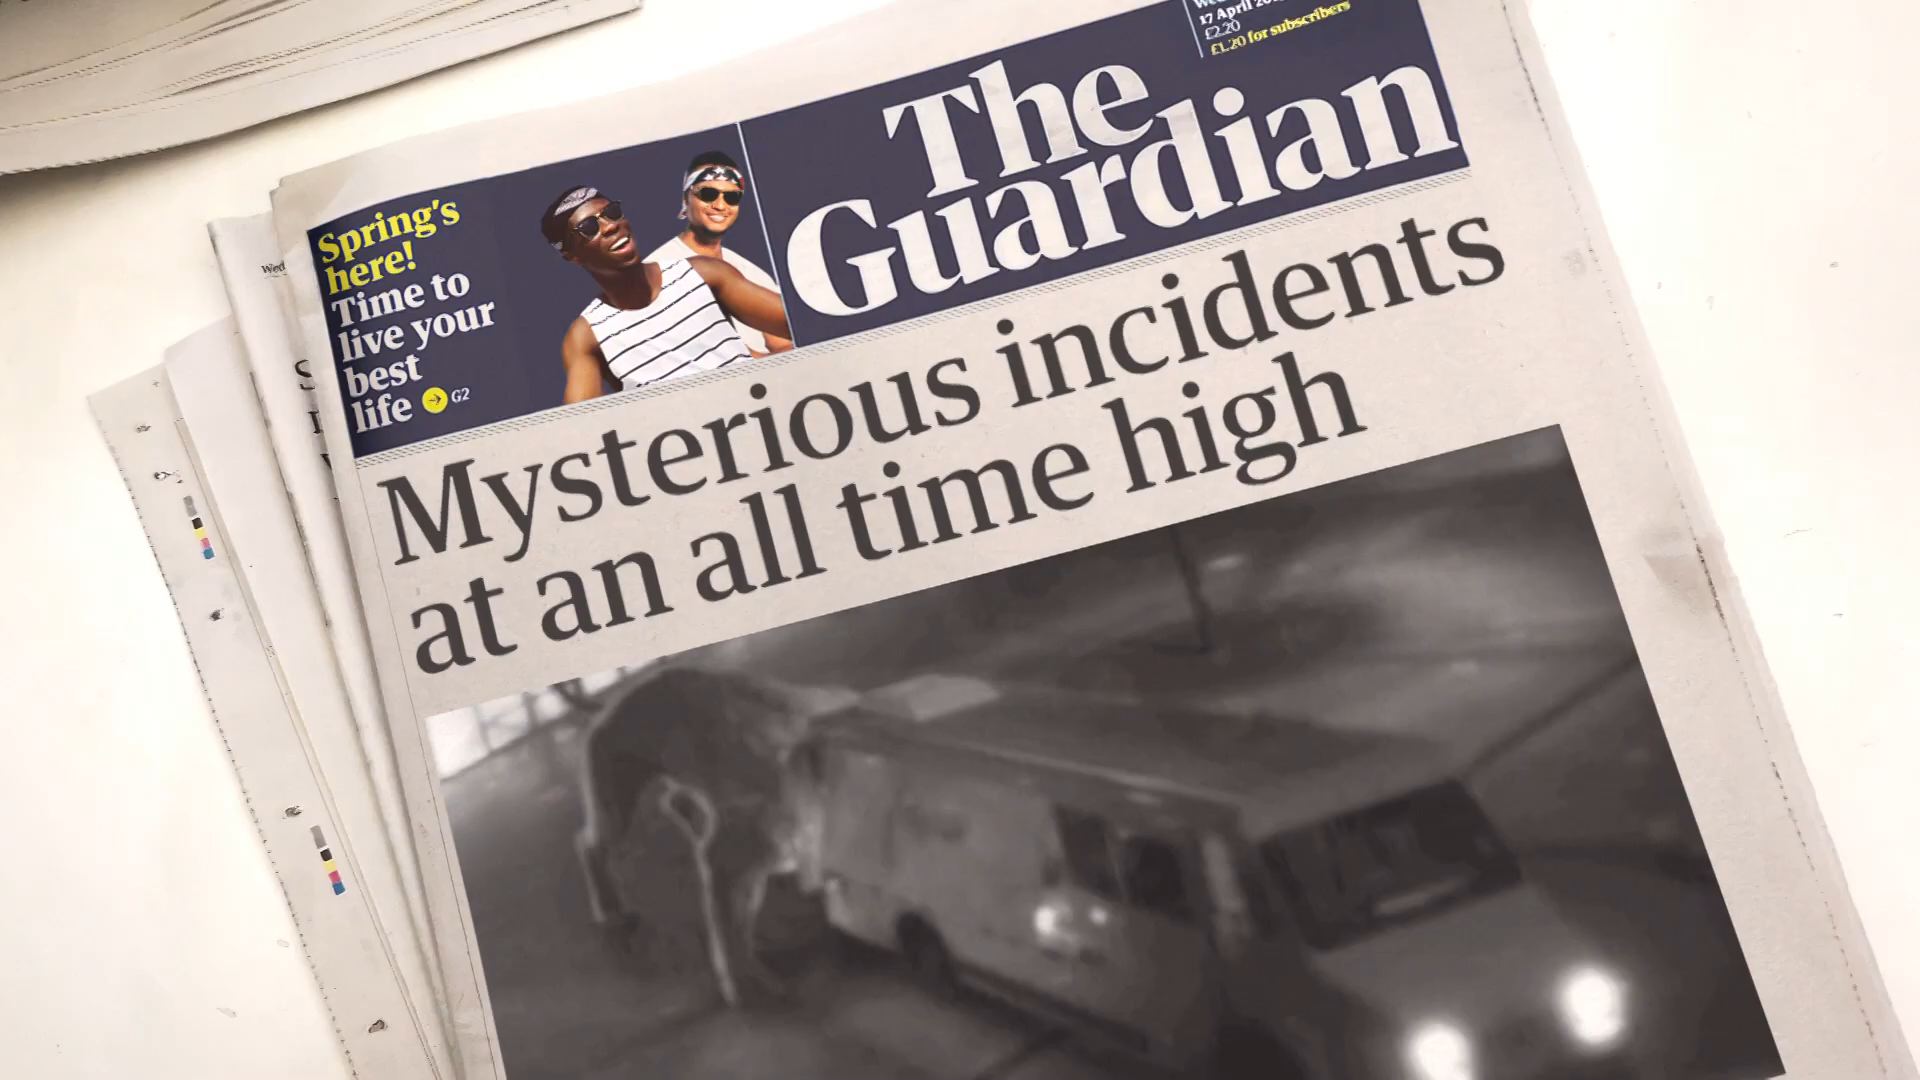 17 April
£2.20
£1.20 for subscribers
The
Guardian
Spring's
here!
Time to
live your
best
life
G2
Mysterious incidents
at an all time high